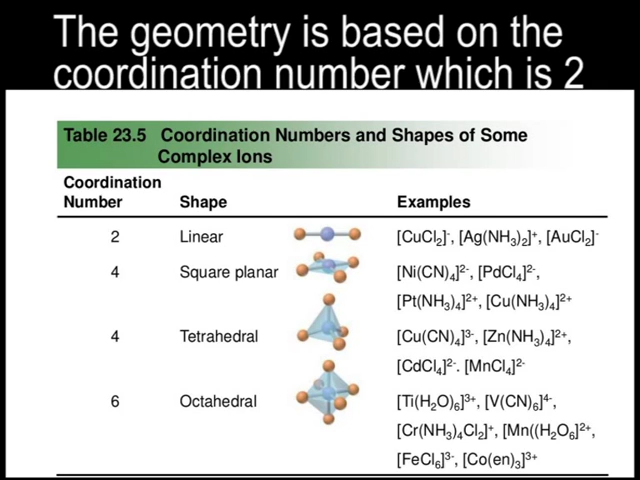 The geometry is based on the
coordination number which is 2
Table 23.5 Coordination Numbers and Shapes of Some
Complex Ions
Coordination
Number Shape Examples
2 Linear [CuCl₂]⁻, [Ag(NH₃)₂]⁺, [AuCl₂]⁻
4 Square planar [Ni(CN)₄]²⁻, [PdCl₄]²⁻,
[Pt(NH₃)₄]²⁺, [Cu(NH₃)₄]²⁺
4 Tetrahedral [Cu(CN)₄]³⁻, [Zn(NH₃)₄]²⁺,
[CdCl₄]²⁻. [MnCl₄]²⁻
6 Octahedral [Ti(H₂O)₆]³⁺, [V(CN)₆]⁴⁻,
[Cr(NH₃)₄Cl₂]⁺, [Mn((H₂O₆]²⁺,
[FeCl₆]³⁻, [Co(en)₃]³⁺